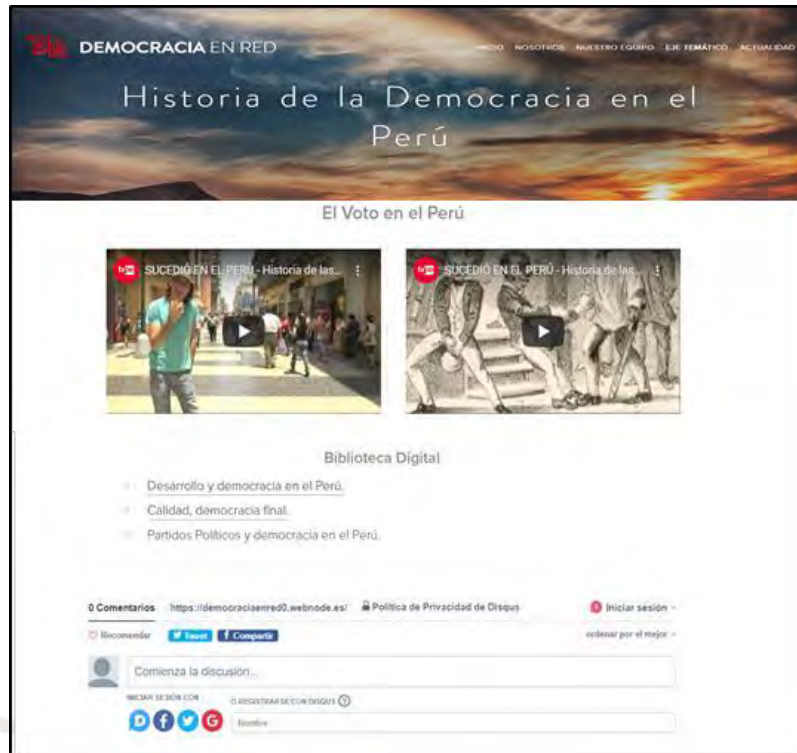 DEMOCRACIA EN RED
INICIO NOSOTROS NUESTRO EQUIPO EJE TEMÁTICO ACTUALIDAD
Historia de la Democracia en el
Perú
El Voto en el Perú
SUCEDIÓ EN EL PERÚ - Historia de las...
SUCEDIÓ EN EL PERÚ - Historia de las...
Biblioteca Digital
Desarrollo y democracia en el Perú.
Calidad, democracia final.
Partidos Políticos y democracia en el Perú.
0 Comentarios https://democraciaenred0.webnode.es/ Política de Privacidad de Disqus Iniciar sesión
Recomendar Tweet f Compartir ordenar por el mejor
Comienza la discusión...
INICIAR SESIÓN CON
O REGISTRARSE CON DISQUS ?
D f G
Nombre